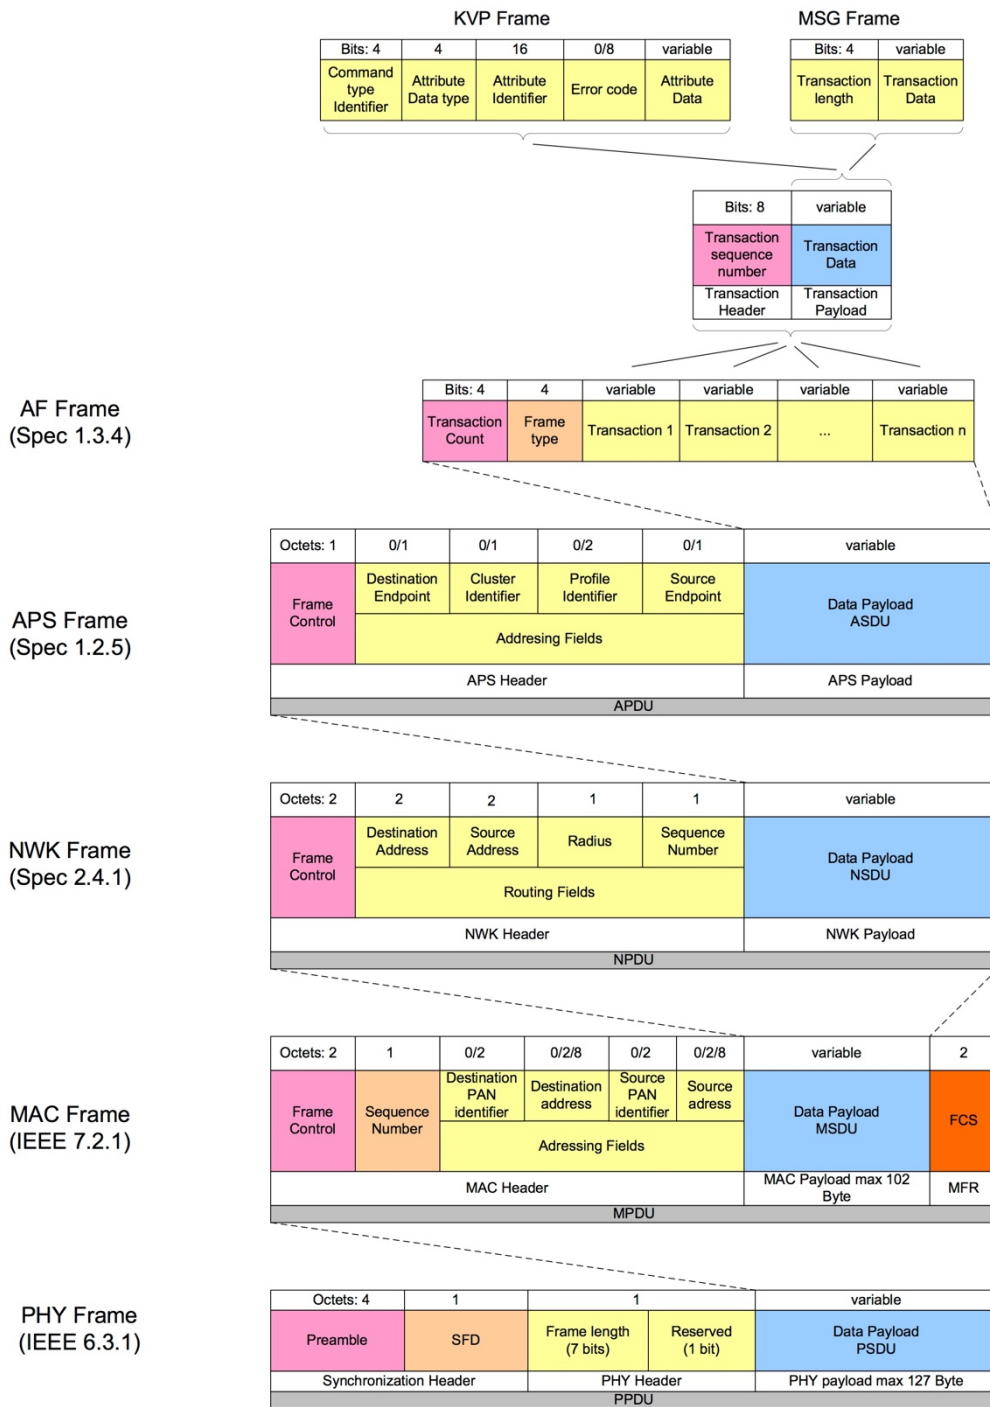 KVP Frame
MSG Frame
Bits: 4 4 16 0/8 variable
Command type Identifier
Attribute Data type
Attribute Identifier
Error code
Attribute Data
Bits: 4 variable
Transaction length
Transaction Data
Bits: 8 variable
Transaction sequence number
Transaction Data
Transaction Header
Transaction Payload
AF Frame
(Spec 1.3.4)
Bits: 4 4 variable variable variable variable
Transaction Count
Frame type
Transaction 1
Transaction 2
...
Transaction n
APS Frame
(Spec 1.2.5)
Octets: 1 0/1 0/1 0/2 0/1 variable
Frame Control
Destination Endpoint
Cluster Identifier
Profile Identifier
Source Endpoint
Addresing Fields
Data Payload
ASDU
APS Header
APS Payload
APDU
NWK Frame
(Spec 2.4.1)
Octets: 2 2 2 1 1 variable
Frame Control
Destination Address
Source Address
Radius
Sequence Number
Routing Fields
Data Payload
NSDU
NWK Header
NWK Payload
NPDU
MAC Frame
(IEEE 7.2.1)
Octets: 2 1 0/2 0/2/8 0/2 0/2/8 variable 2
Frame Control
Sequence Number
Destination PAN identifier
Destination address
Source PAN identifier
Source adress
Adressing Fields
Data Payload
MSDU
FCS
MAC Header
MAC Payload max 102 Byte
MFR
MPDU
PHY Frame
(IEEE 6.3.1)
Octets: 4 1 1 variable
Preamble
SFD
Frame length (7 bits)
Reserved (1 bit)
Data Payload
PSDU
Synchronization Header
PHY Header
PHY payload max 127 Byte
PPDU